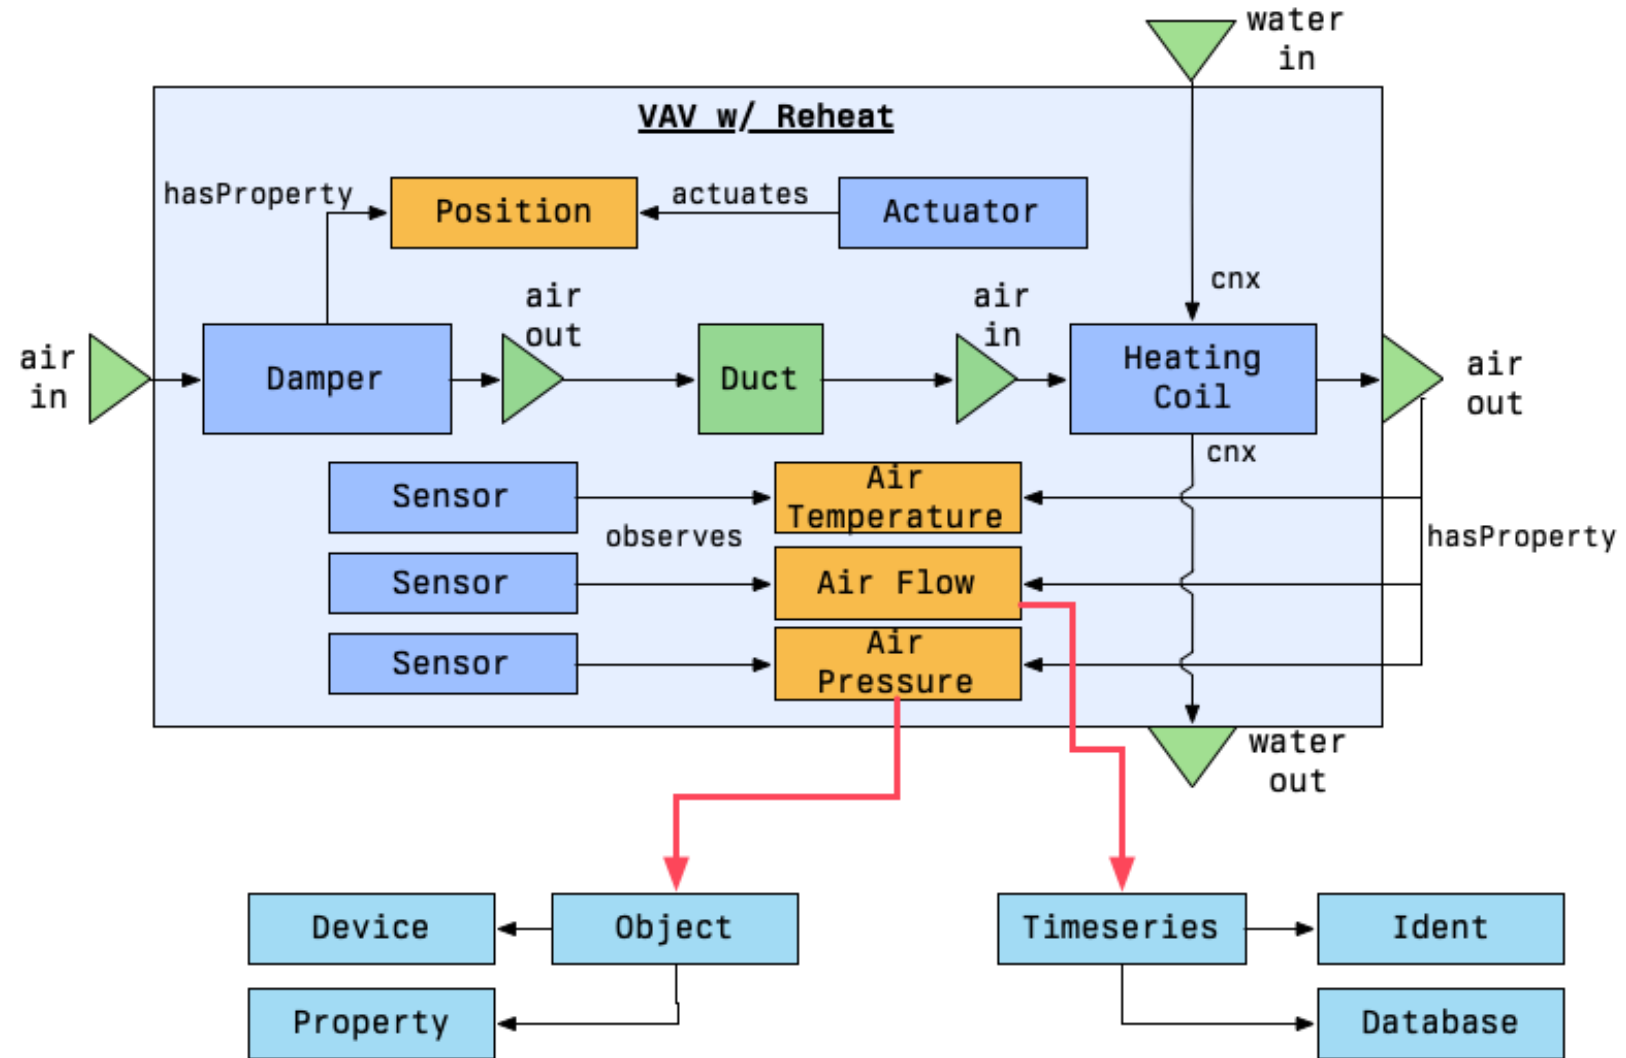 water
in
VAV w/ Reheat
hasProperty
Position
actuates
Actuator
cnx
air
out
air
in
air
in
Damper
Duct
Heating
Coil
air
out
cnx
Sensor
Air
Temperature
observes
hasProperty
Sensor
Air Flow
Sensor
Air
Pressure
water
out
Device
Object
Timeseries
Ident
Property
Database